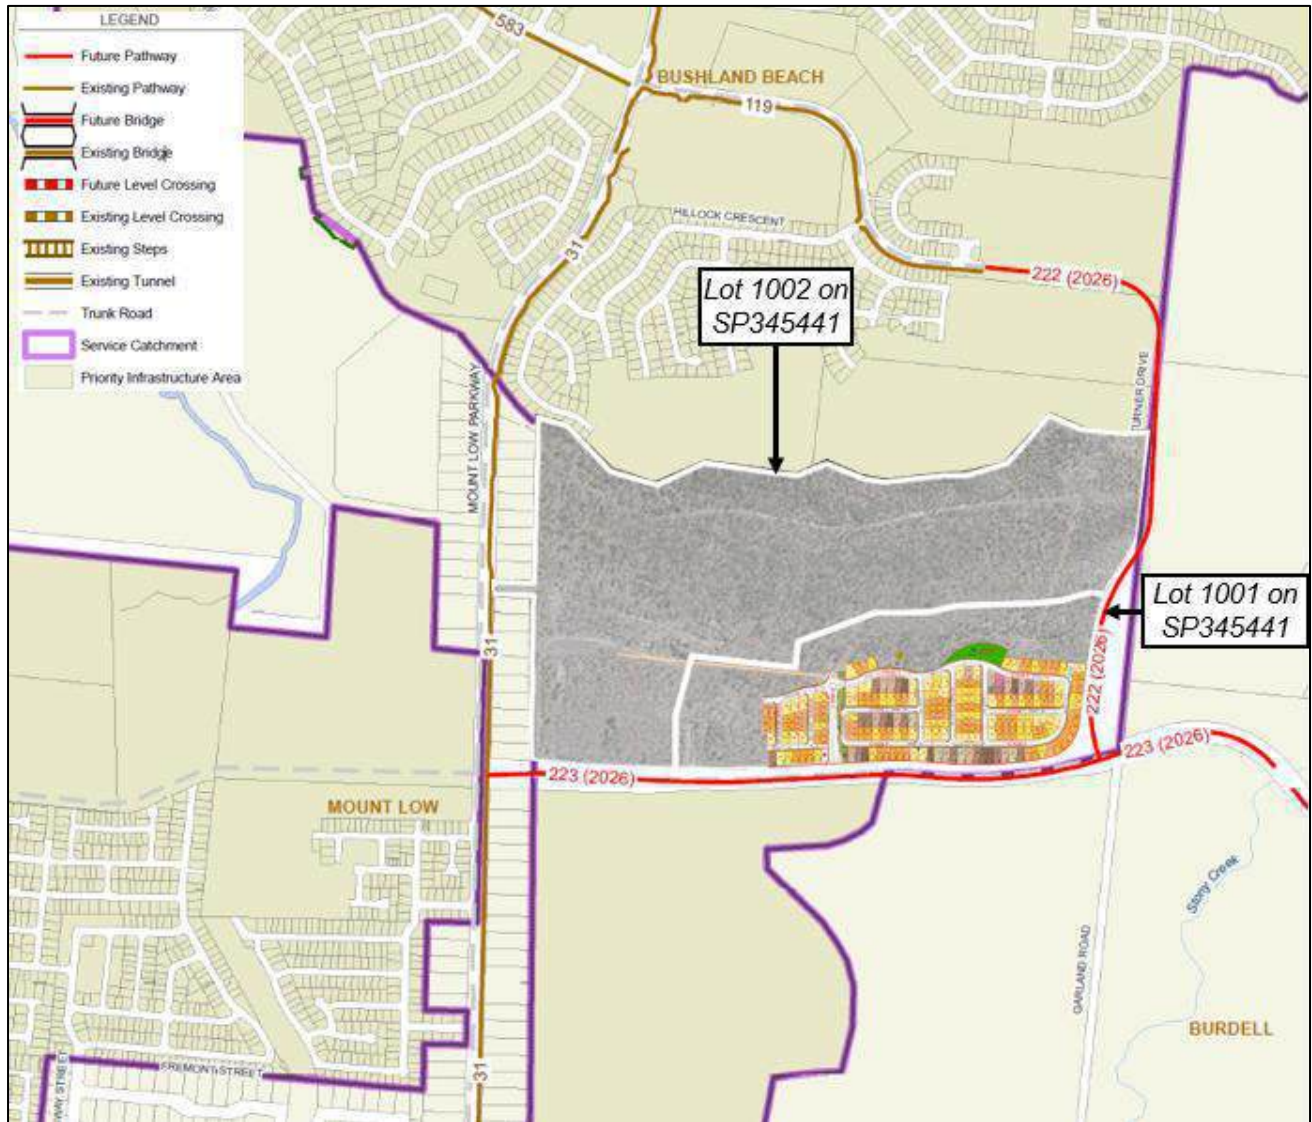 LEGEND
Future Pathway
Existing Pathway
Future Bridge
Existing Bridge
Future Level Crossing
Existing Level Crossing
Existing Steps
Existing Tunnel
Trunk Road
Service Catchment
Priority Infrastructure Area
583
BUSHLAND BEACH
119
HILLOCK CRESCENT
31
222 (2026)
Lot 1002 on
SP345441
TURNER DRIVE
MOUNT LOW PARKWAY
Lot 1001 on
SP345441
31
222 (2026)
223 (2026)
223 (2026)
MOUNT LOW
Stony Creek
GARLAND ROAD
BURDELL
FREMONT STREET
WAY STREET
31